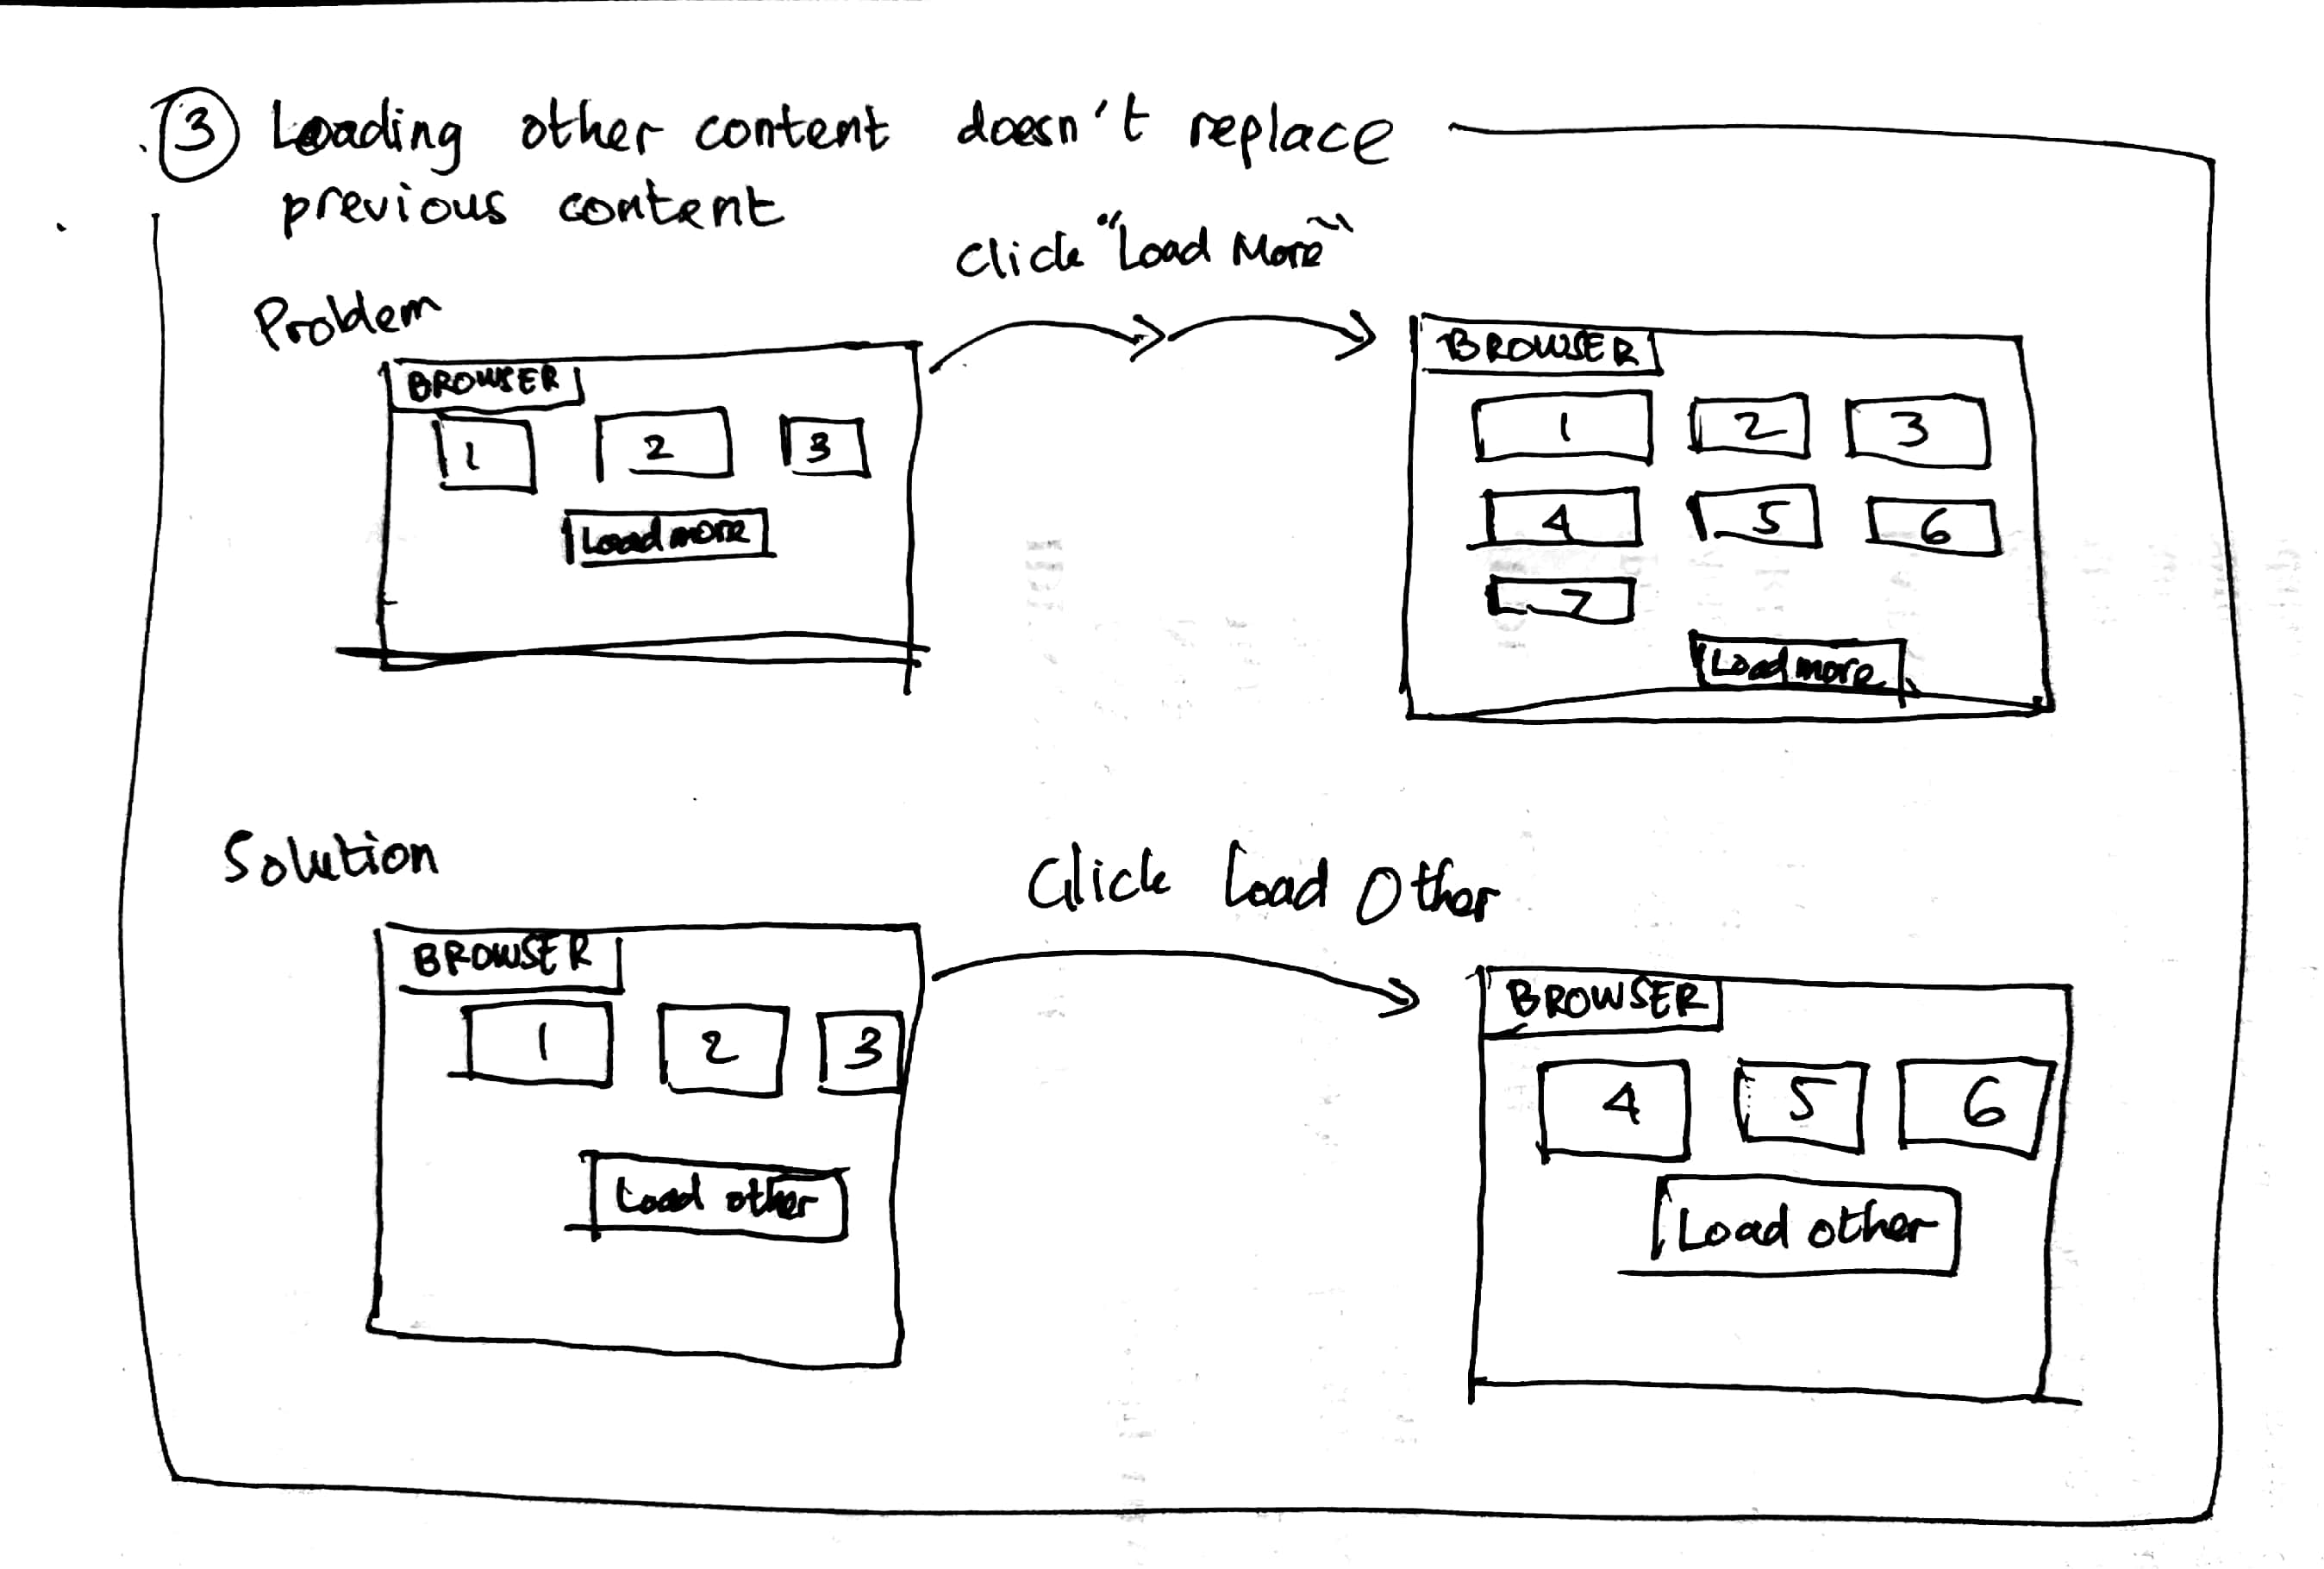 3 Loading other content doesn't replace
previous content
Click "Load More"
Problem
BROWSER
1 2 3
Load more
BROWSER
1 2 3
4 5 6
7
Load more
Solution
Click Load Other
BROWSER
1 2 3
Load other
BROWSER
4 5 6
Load other